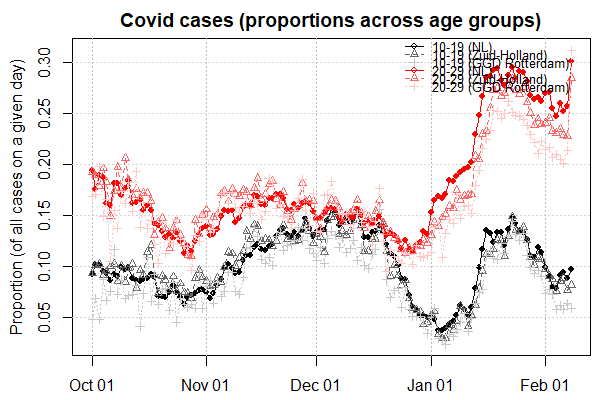 Covid cases (proportions across age groups)
Proportion (of all cases on a given day)
0.30
0.25
0.20
0.15
0.10
0.05
10-19 (NL)
10-19 (Zuid-Holland)
10-19 (GGD Rotterdam)
20-29 (NL)
20-29 (Zuid-Holland)
20-29 (GGD Rotterdam)
Oct 01 Nov 01 Dec 01 Jan 01 Feb 01